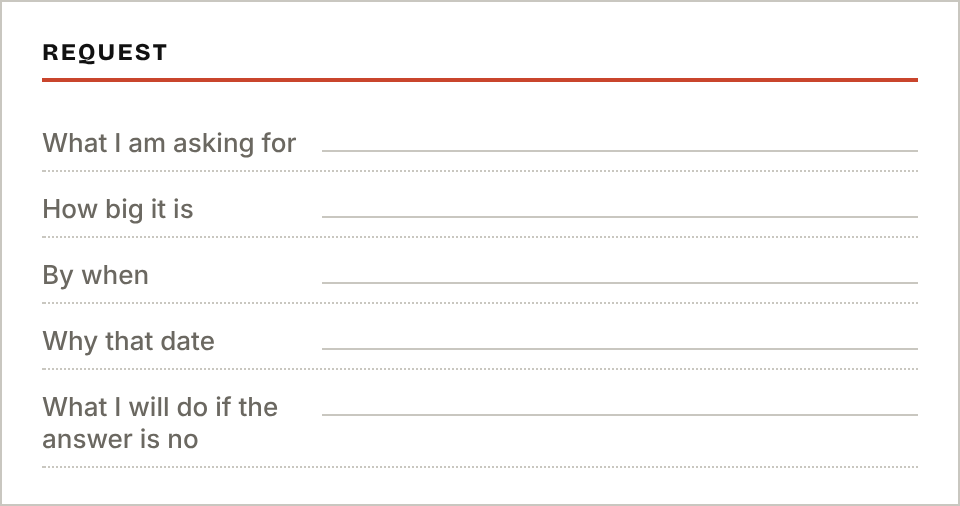 REQUEST
What I am asking for
How big it is
By when
Why that date
What I will do if the
answer is no